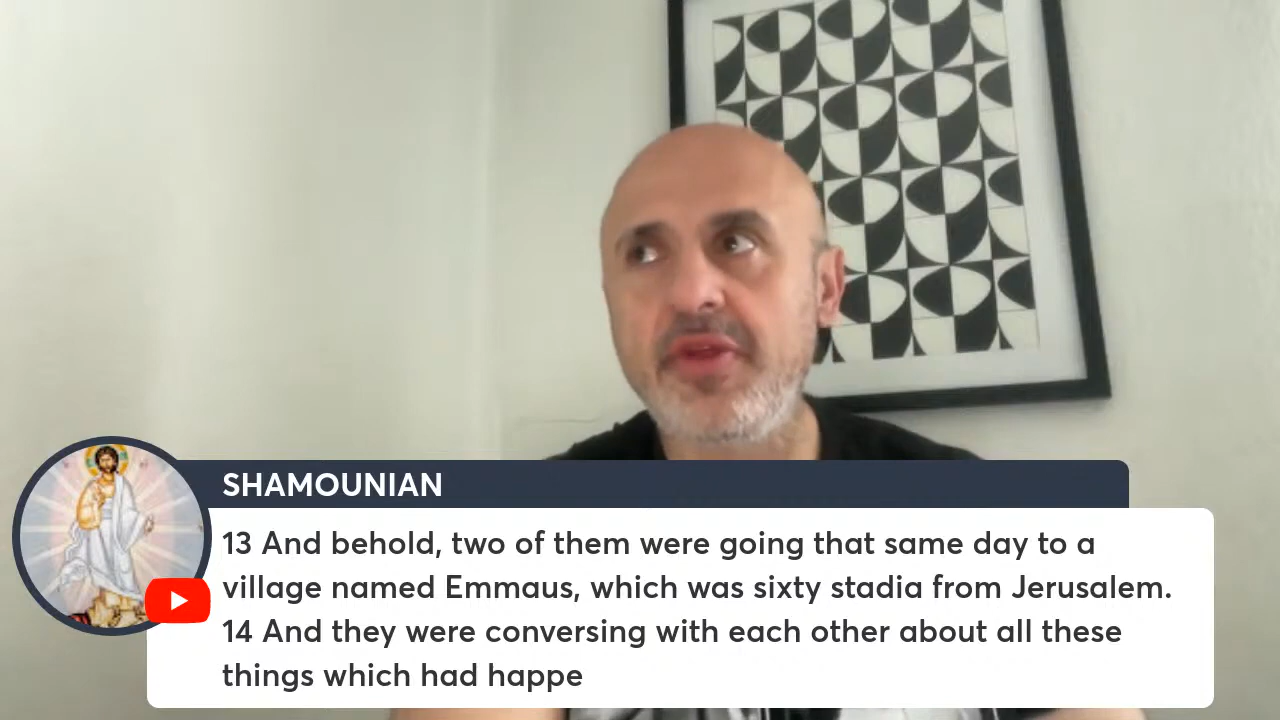 SHAMOUNIAN
13 And behold, two of them were going that same day to a
village named Emmaus, which was sixty stadia from Jerusalem.
14 And they were conversing with each other about all these
things which had happe